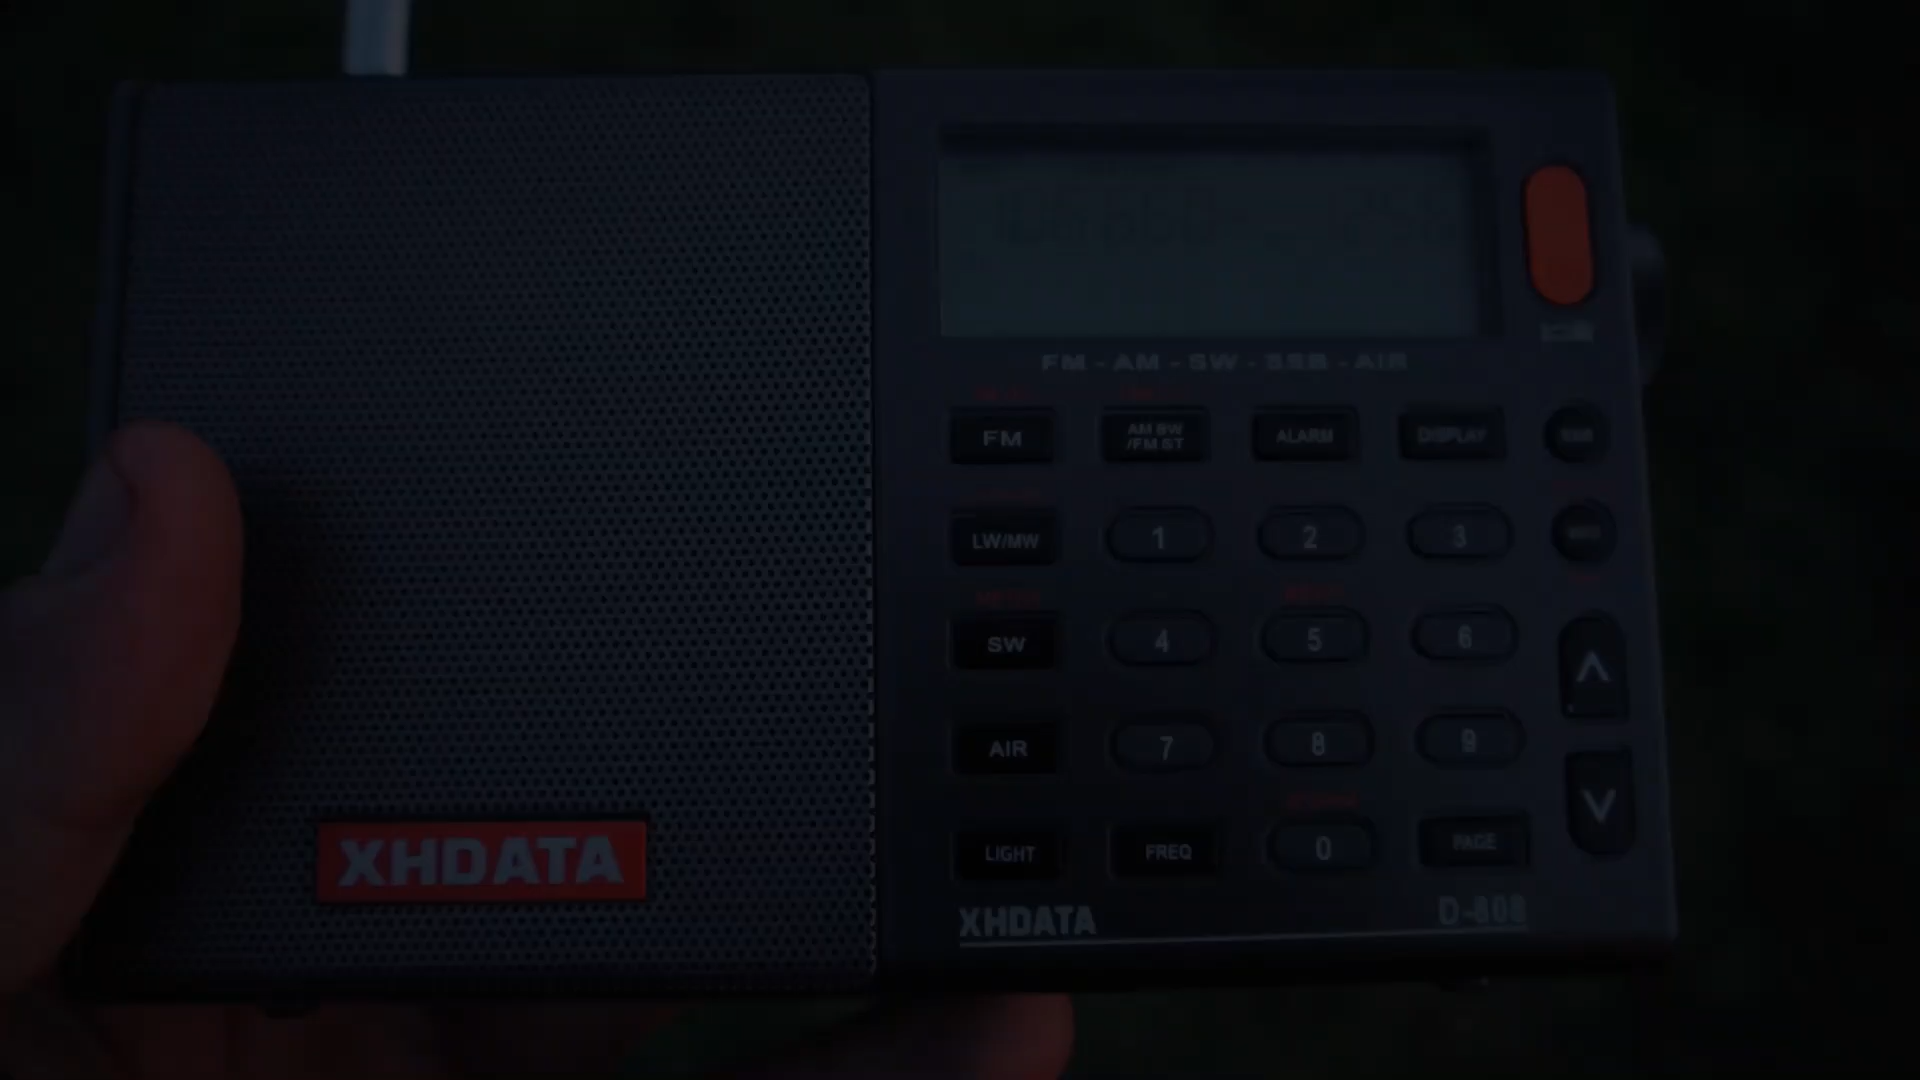 FM - AM - SW - SSB - AIR
FM
AM SW
/FM ST
ALARM
DISPLAY
LW/MW
1
2
3
SW
4
5
6
AIR
7
8
9
LIGHT
FREQ
0
PAGE
XHDATA
XHDATA
D-808